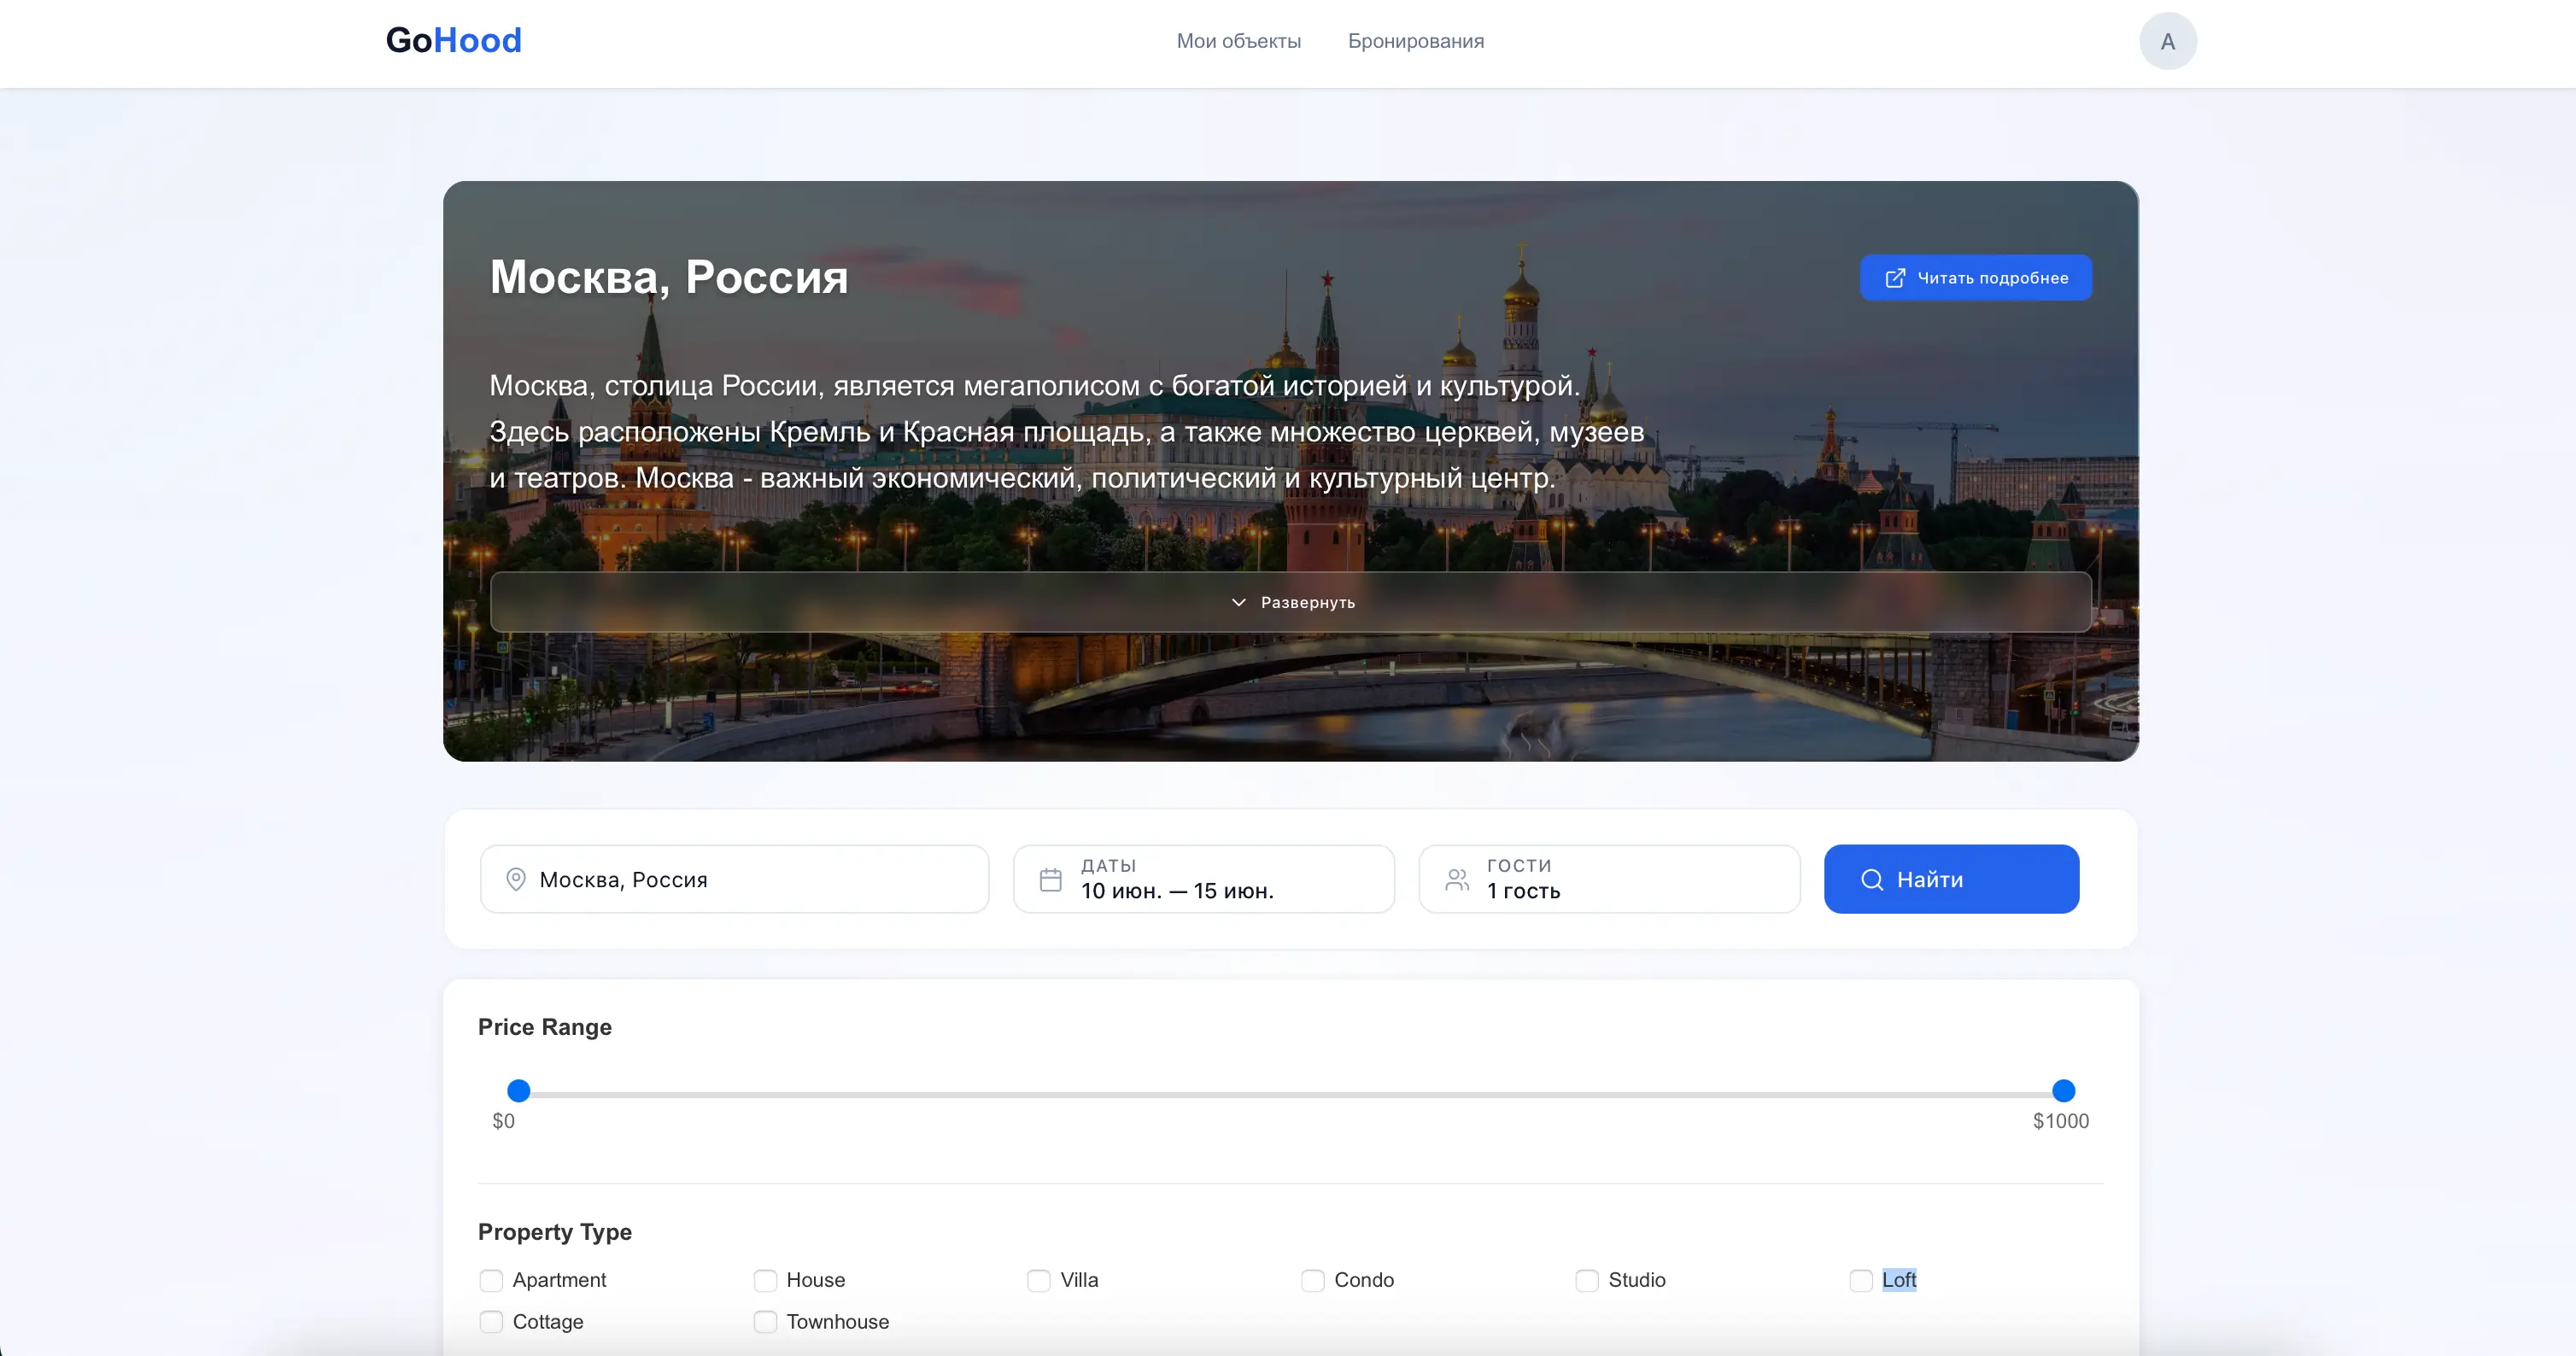 GoHood
Мои объекты
Бронирования
А
Москва, Россия
Читать подробнее
Москва, столица России, является мегаполисом с богатой историей и культурой.
Здесь расположены Кремль и Красная площадь, а также множество церквей, музеев
и театров. Москва - важный экономический, политический и культурный центр.
Развернуть
Москва, Россия
ДАТЫ
10 июн. — 15 июн.
ГОСТИ
1 гость
Найти
Price Range
$0
$1000
Property Type
Apartment
House
Villa
Condo
Studio
Loft
Cottage
Townhouse